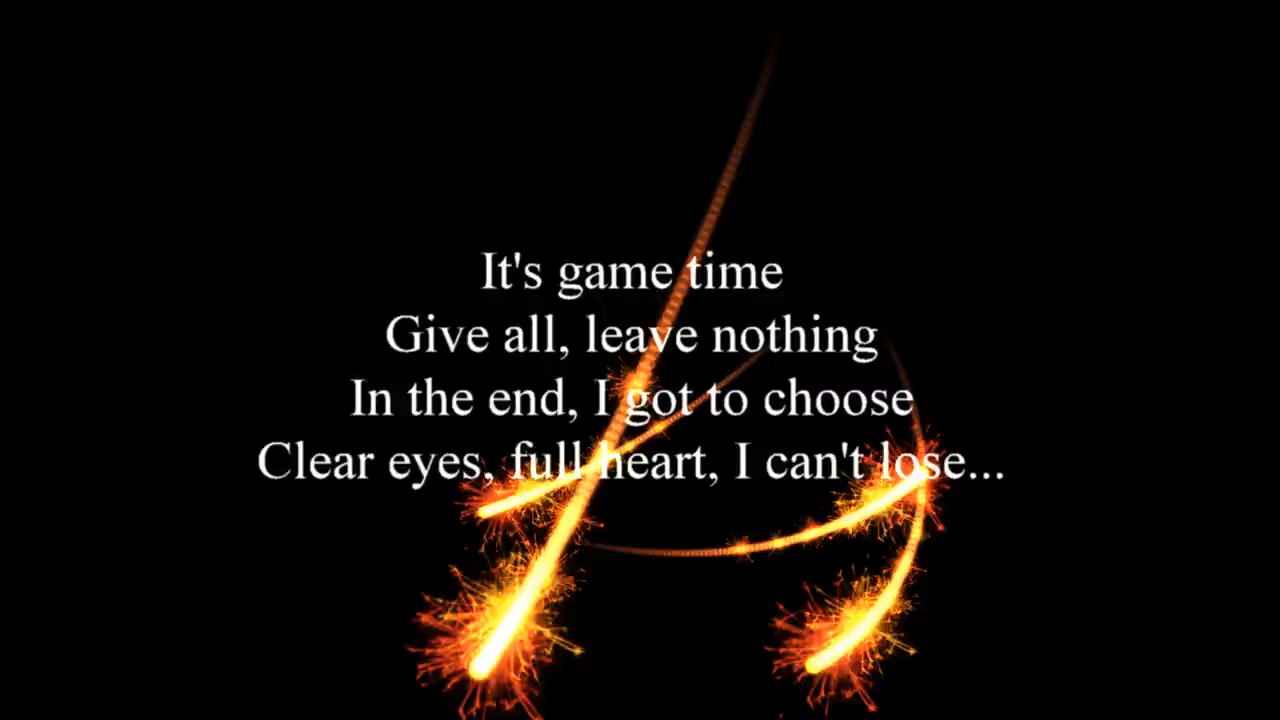 It's game time
Give all, leave nothing
In the end, I got to choose
Clear eyes, full heart, I can't lose...